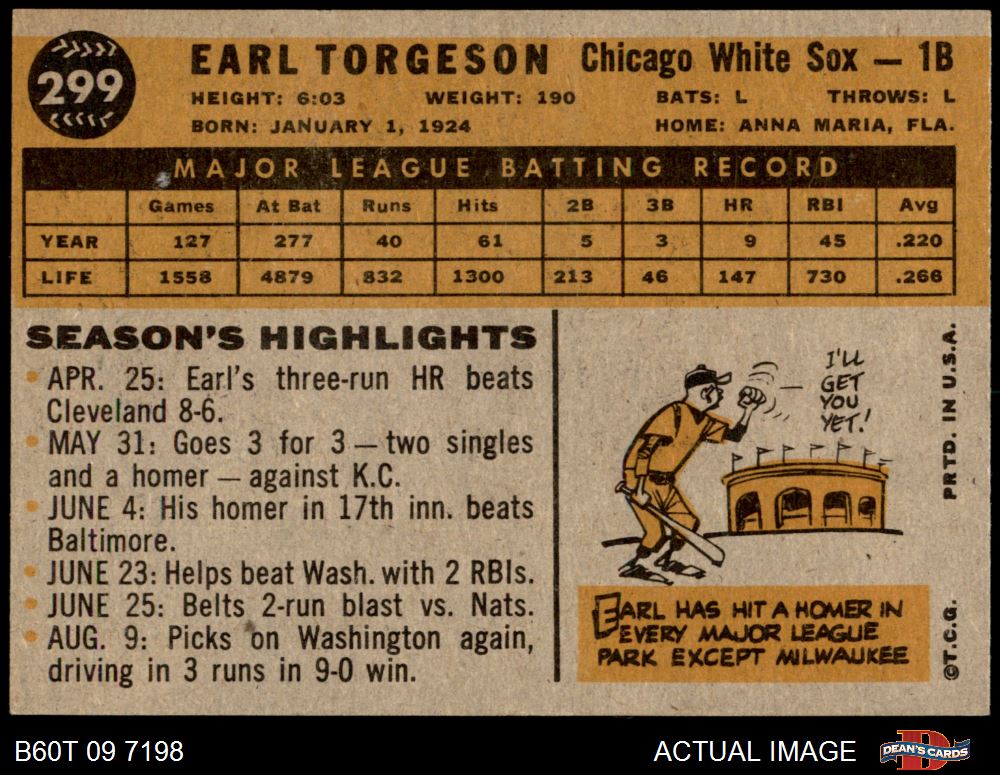 299
EARL TORGESON Chicago White Sox — 1B
HEIGHT: 6:03 WEIGHT: 190 BATS: L THROWS: L
BORN: JANUARY 1, 1924 HOME: ANNA MARIA, FLA.
MAJOR LEAGUE BATTING RECORD
Games At Bat Runs Hits 2B 3B HR RBI Avg
YEAR 127 277 40 61 5 3 9 45 .220
LIFE 1558 4879 832 1300 213 46 147 730 .266
SEASON'S HIGHLIGHTS
• APR. 25: Earl's three-run HR beats
Cleveland 8-6.
• MAY 31: Goes 3 for 3 — two singles
and a homer — against K.C.
• JUNE 4: His homer in 17th inn. beats
Baltimore.
• JUNE 23: Helps beat Wash. with 2 RBIs.
• JUNE 25: Belts 2-run blast vs. Nats.
• AUG. 9: Picks on Washington again,
driving in 3 runs in 9-0 win.
I'LL
GET
YOU
YET!
EARL HAS HIT A HOMER IN
EVERY MAJOR LEAGUE
PARK EXCEPT MILWAUKEE
©T.C.G. PRTD. IN U.S.A.
B60T 09 7198 ACTUAL IMAGE DEAN'S CARDS